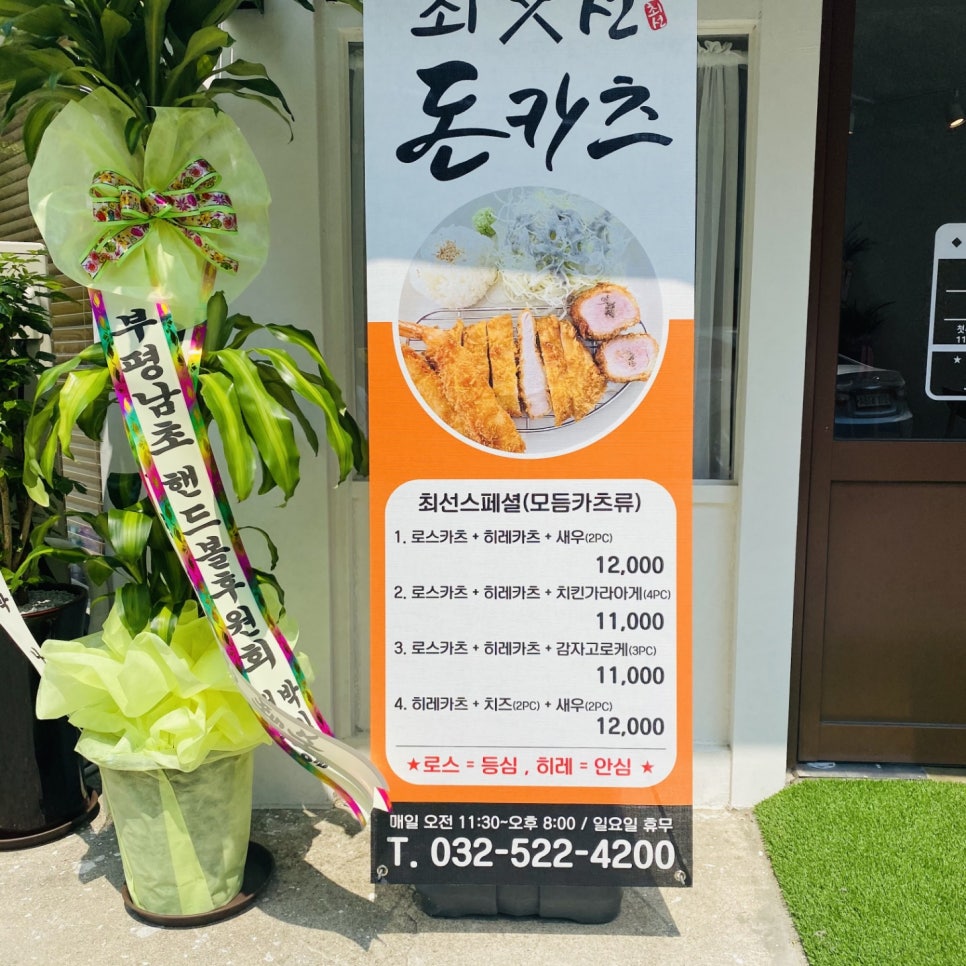 최선
돈카츠
최선스페셜(모듬카츠류)
1. 로스카츠 + 히레카츠 + 새우(2PC)
12,000
2. 로스카츠 + 히레카츠 + 치킨가라아게(4PC)
11,000
3. 로스카츠 + 히레카츠 + 감자고로케(3PC)
11,000
4. 히레카츠 + 치즈(2PC) + 새우(2PC)
12,000
★로스 = 등심 , 히레 = 안심 ★
매일 오전 11:30~오후 8:00 / 일요일 휴무
T. 032-522-4200
부평남초 핸드볼후원회